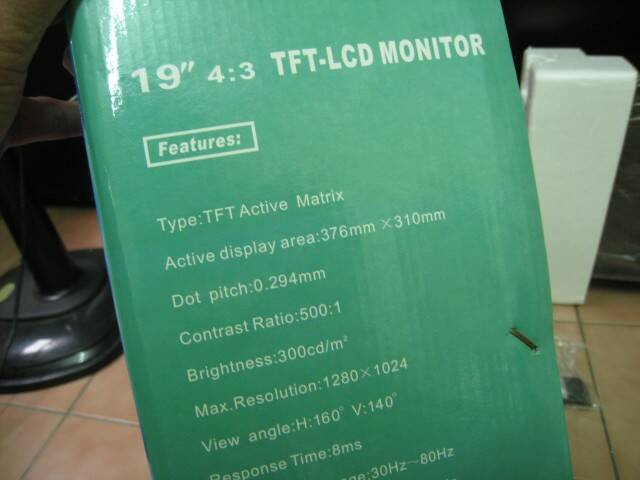 19" 4:3 TFT-LCD MONITOR
Features:
Type:TFT Active Matrix
Active display area:376mm×310mm
Dot pitch:0.294mm
Contrast Ratio:500:1
Brightness:300cd/m²
Max.Resolution:1280×1024
View angle:H:160° V:140°
Response Time:8ms
30Hz~80Hz